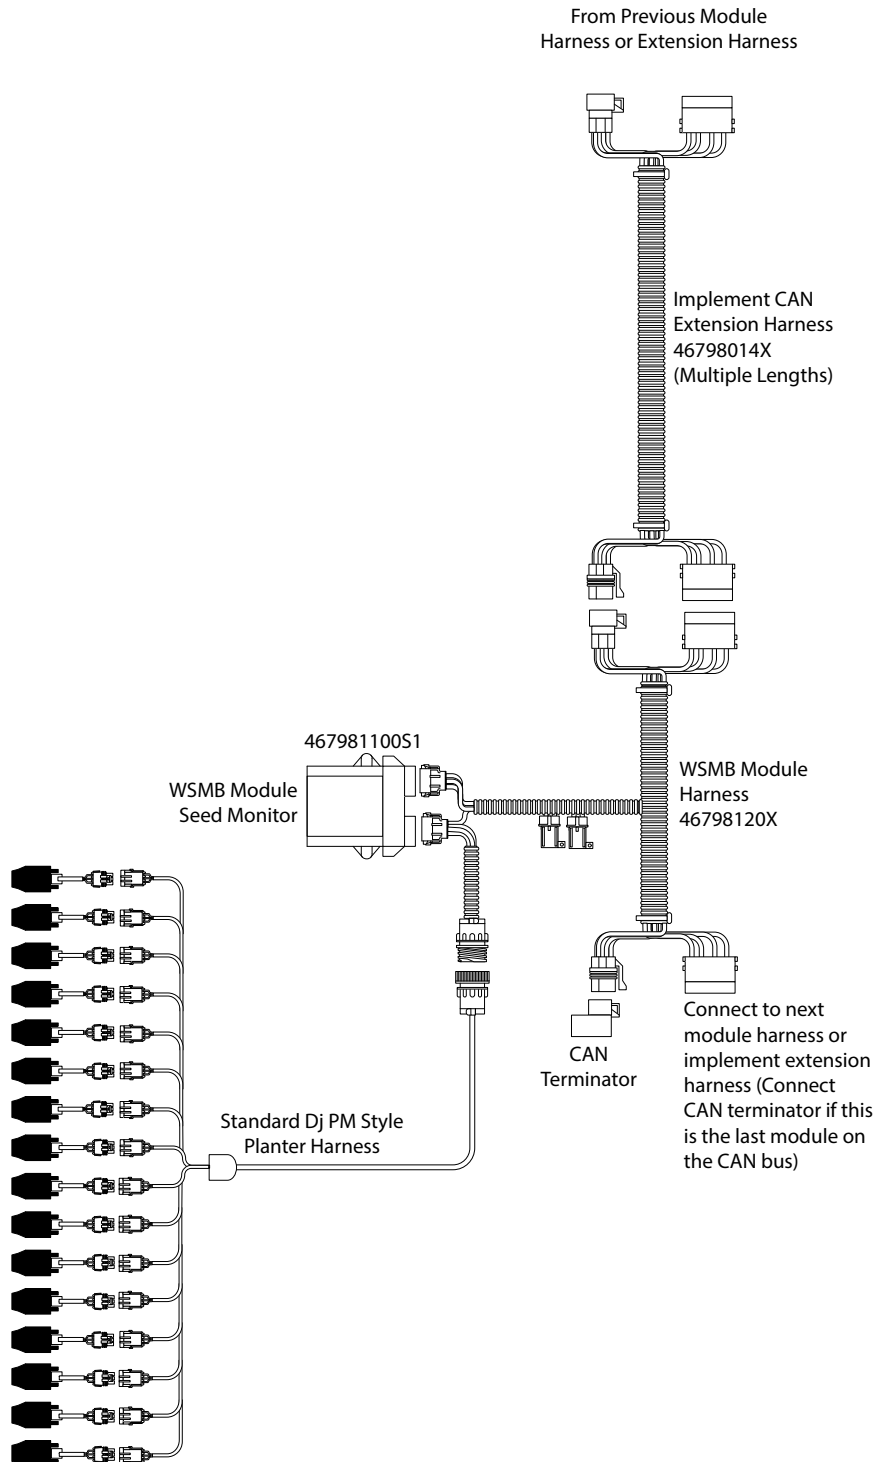 From Previous Module
Harness or Extension Harness
Implement CAN
Extension Harness
46798014X
(Multiple Lengths)
467981100S1
WSMB Module
Seed Monitor
WSMB Module
Harness
46798120X
CAN
Terminator
Connect to next
module harness or
implement extension
harness (Connect
CAN terminator if this
is the last module on
the CAN bus)
Standard Dj PM Style
Planter Harness